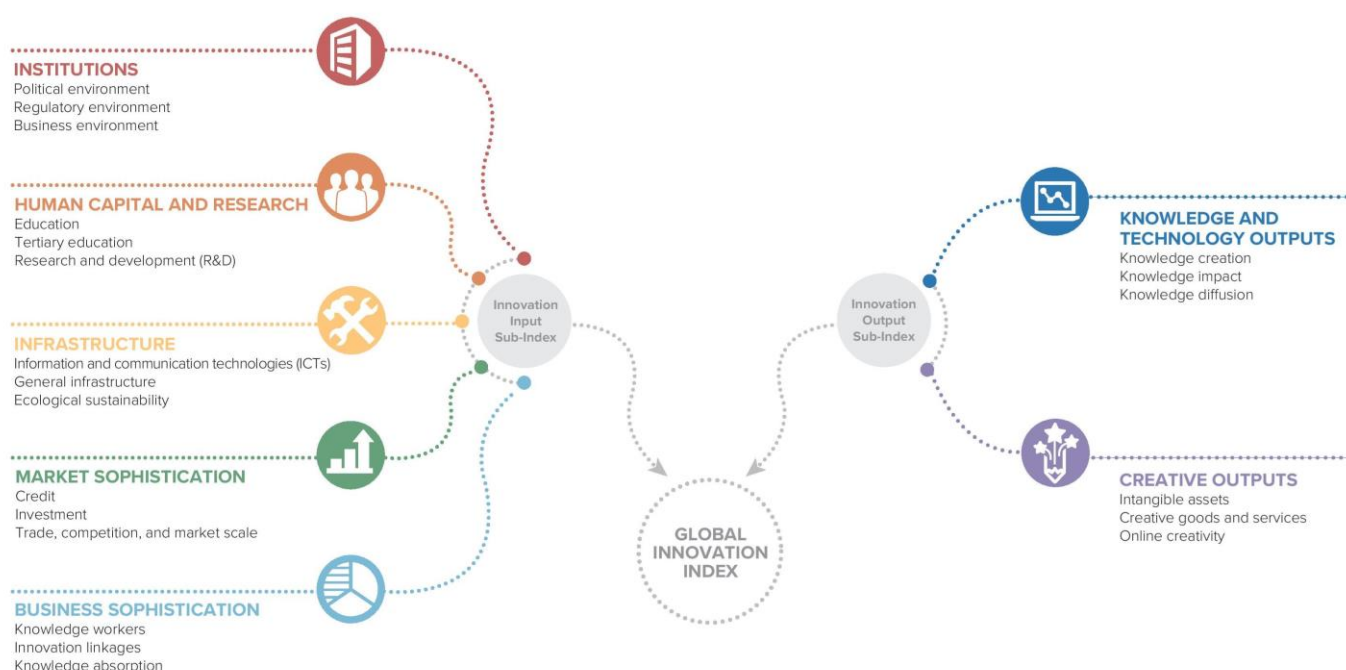 INSTITUTIONS
Political environment
Regulatory environment
Business environment
HUMAN CAPITAL AND RESEARCH
Education
Tertiary education
Research and development (R&D)
INFRASTRUCTURE
Information and communication technologies (ICTs)
General infrastructure
Ecological sustainability
MARKET SOPHISTICATION
Credit
Investment
Trade, competition, and market scale
BUSINESS SOPHISTICATION
Knowledge workers
Innovation linkages
Knowledge absorption
Innovation
Input
Sub-Index
GLOBAL
INNOVATION
INDEX
Innovation
Output
Sub-Index
KNOWLEDGE AND
TECHNOLOGY OUTPUTS
Knowledge creation
Knowledge impact
Knowledge diffusion
CREATIVE OUTPUTS
Intangible assets
Creative goods and services
Online creativity